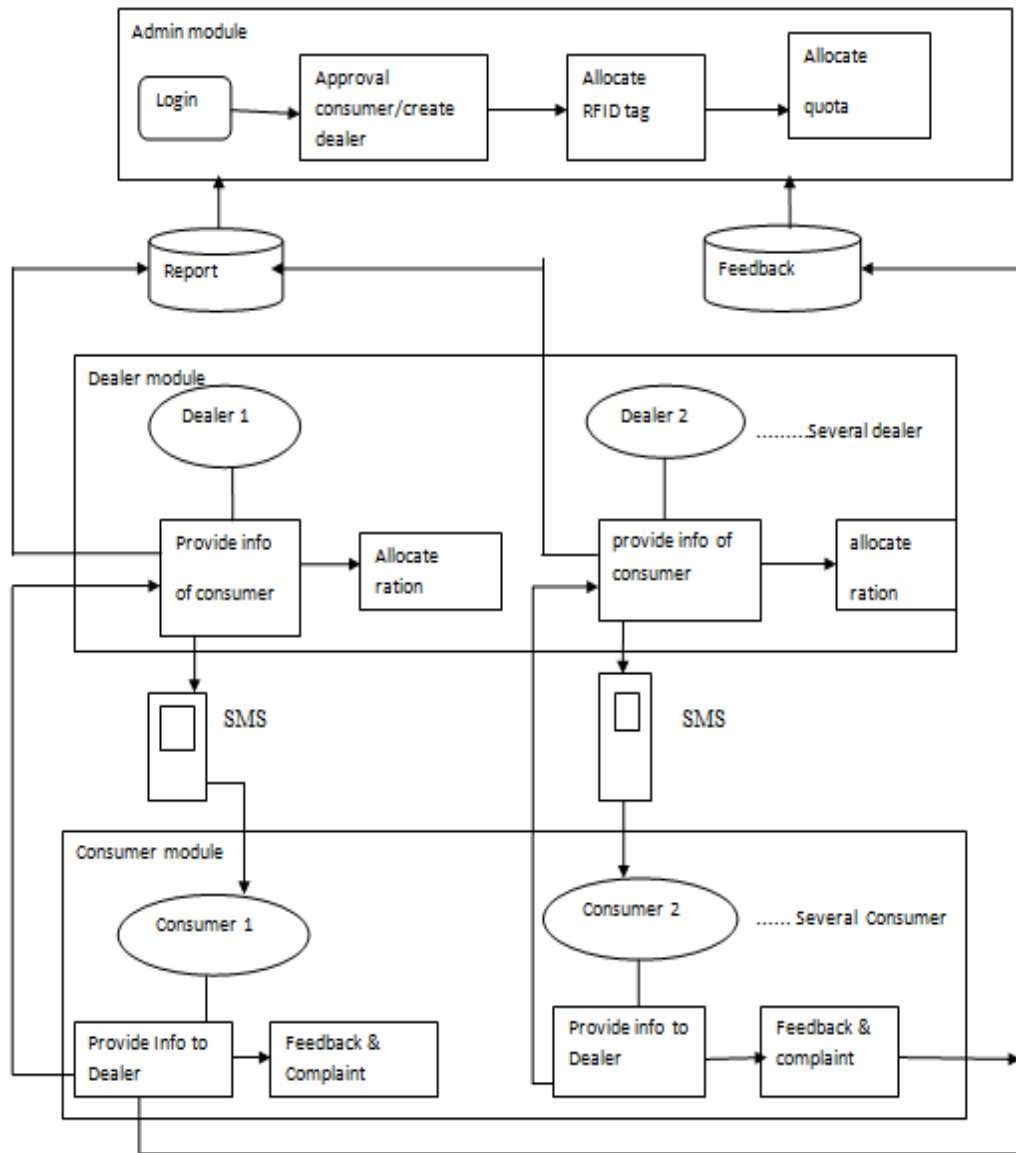 Admin module
Login
Approval
consumer/create
dealer
Allocate
RFID tag
Allocate
quota
Report
Feedback
Dealer module
Dealer 1
Dealer 2
.........Several dealer
Provide info
of consumer
Allocate
ration
provide info of
consumer
allocate
ration
SMS
SMS
Consumer module
Consumer 1
Consumer 2
...... Several Consumer
Provide Info to
Dealer
Feedback &
Complaint
Provide info to
Dealer
Feedback &
complaint